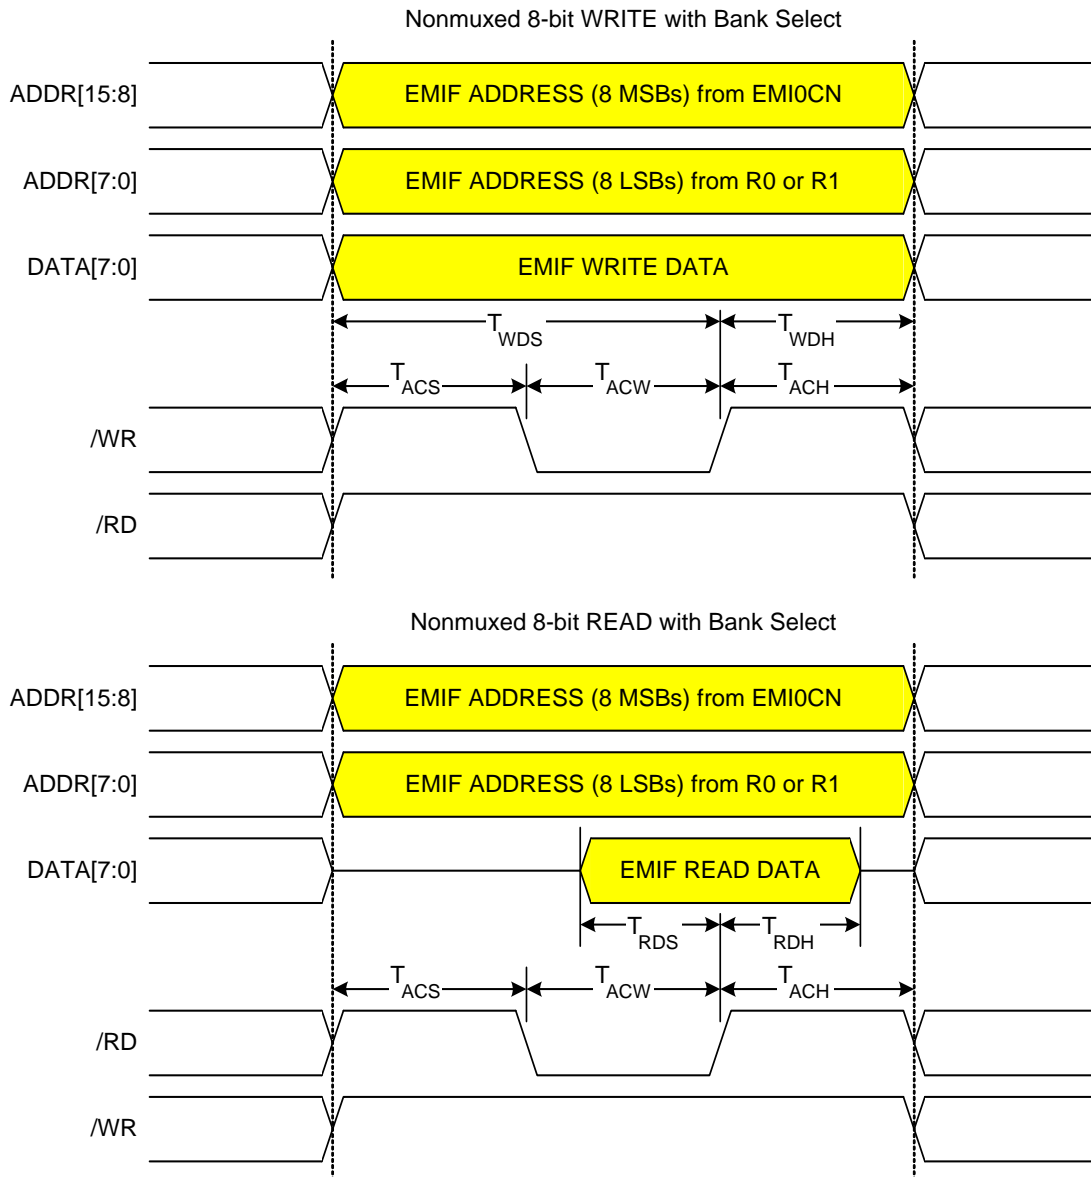 Nonmuxed 8-bit WRITE with Bank Select
ADDR[15:8]
EMIF ADDRESS (8 MSBs) from EMI0CN
ADDR[7:0]
EMIF ADDRESS (8 LSBs) from R0 or R1
DATA[7:0]
EMIF WRITE DATA
TWDS
TWDH
TACS
TACW
TACH
/WR
/RD
Nonmuxed 8-bit READ with Bank Select
ADDR[15:8]
EMIF ADDRESS (8 MSBs) from EMI0CN
ADDR[7:0]
EMIF ADDRESS (8 LSBs) from R0 or R1
DATA[7:0]
EMIF READ DATA
TRDS
TRDH
TACS
TACW
TACH
/RD
/WR